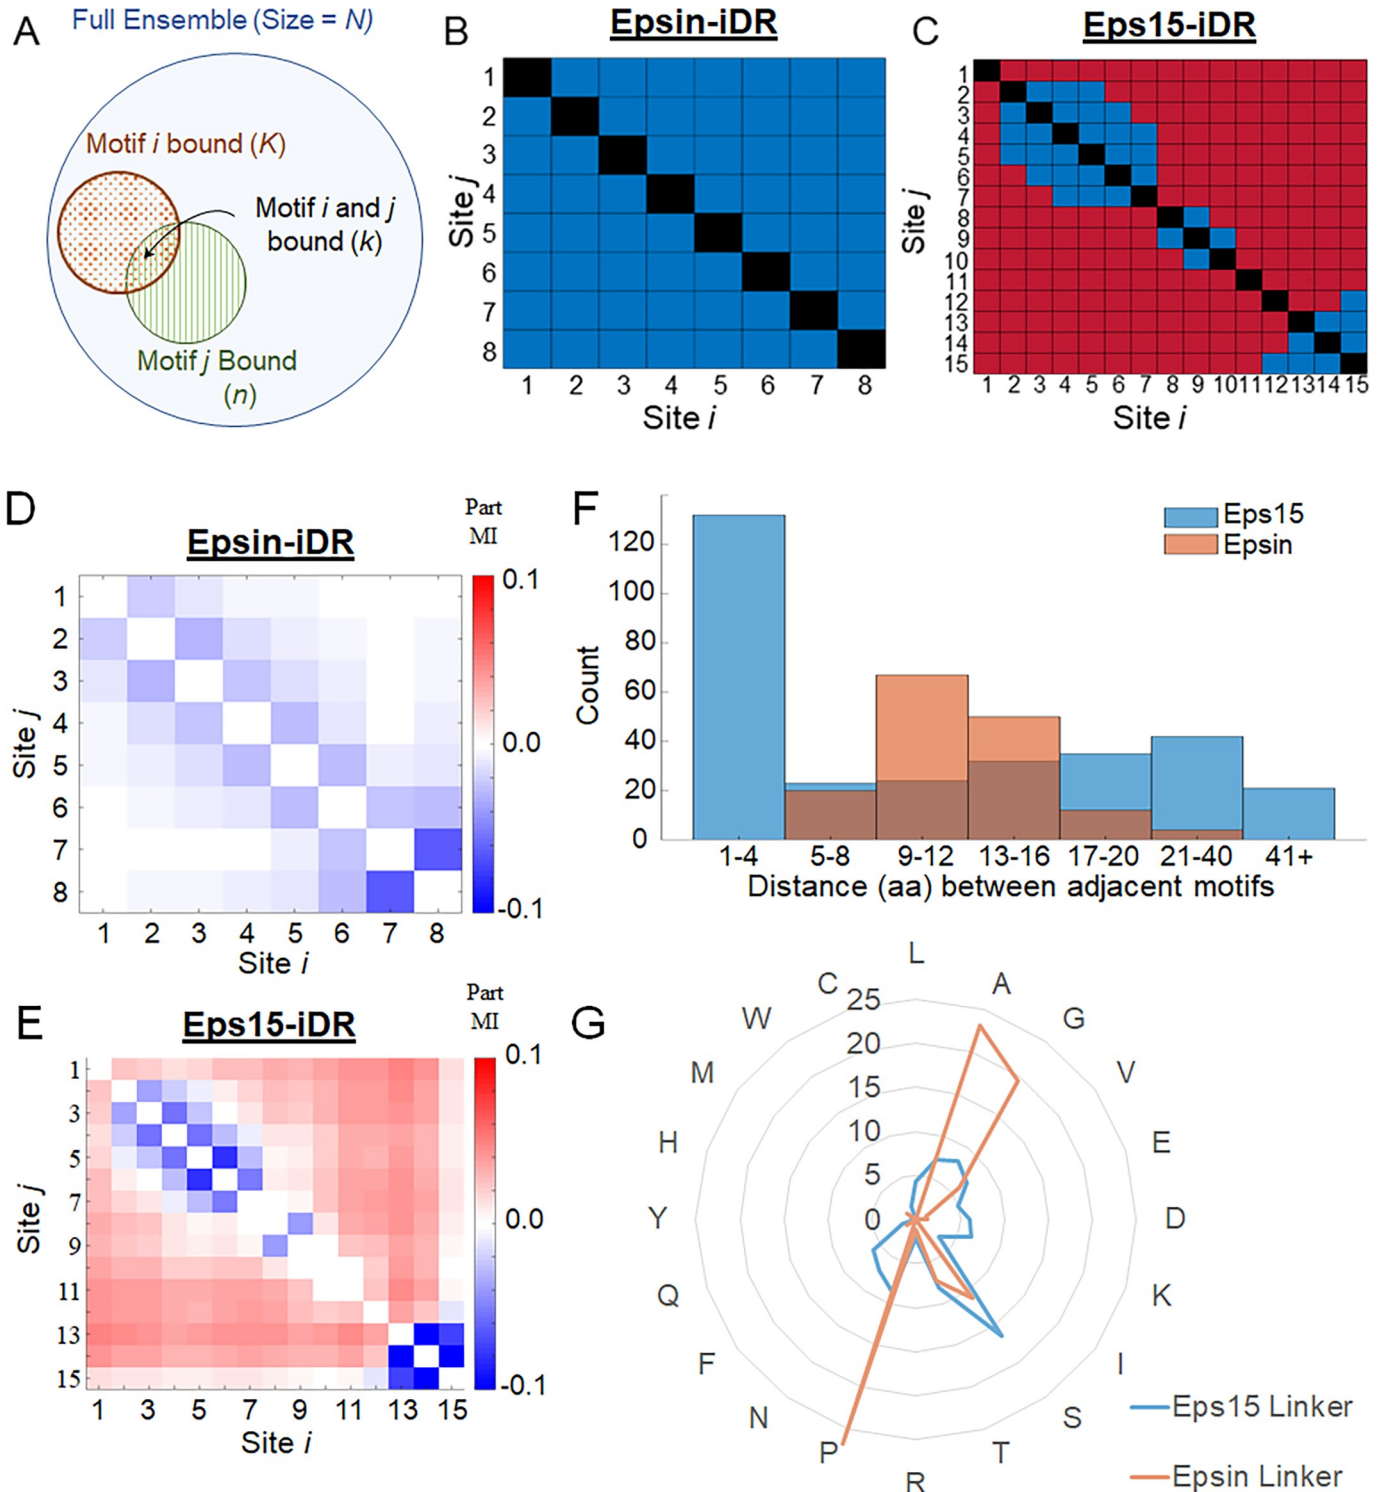 A
Full Ensemble (Size = N)
Motif i bound (K)
Motif i and j
bound (k)
Motif j Bound
(n)
B
Epsin-iDR
Site j
1
2
3
4
5
6
7
8
1 2 3 4 5 6 7 8
Site i
C
Eps15-iDR
Site j
1
2
3
4
5
6
7
8
9
10
11
12
13
14
15
1 2 3 4 5 6 7 8 9 10 11 12 13 14 15
Site i
D
Epsin-iDR
Part
MI
0.1
0.0
-0.1
Site j
1
2
3
4
5
6
7
8
1 2 3 4 5 6 7 8
Site i
E
Eps15-iDR
Part
MI
0.1
0.0
-0.1
Site j
1
3
5
7
9
11
13
15
1 3 5 7 9 11 13 15
Site i
F
Eps15
Epsin
Count
120
100
80
60
40
20
0
1-4 5-8 9-12 13-16 17-20 21-40 41+
Distance (aa) between adjacent motifs
G
L
A
G
V
E
D
K
I
S
T
R
P
N
F
Q
Y
H
M
W
C
25
20
15
10
5
0
Eps15 Linker
Epsin Linker